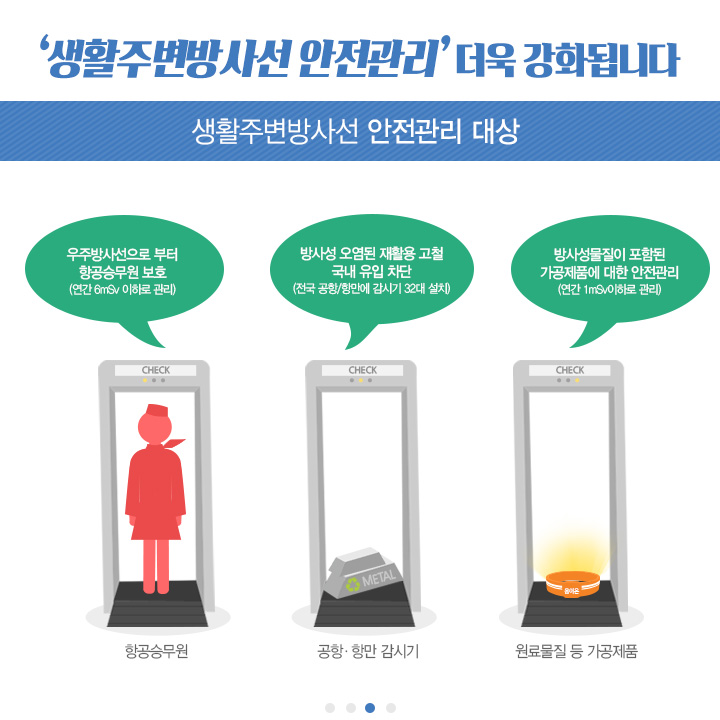 ‘생활주변방사선 안전관리’ 더욱 강화됩니다
생활주변방사선 안전관리 대상
우주방사선으로 부터
항공승무원 보호
(연간 6mSv 이하로 관리)
방사성 오염된 재활용 고철
국내 유입 차단
(전국 공항/항만에 감시기 32대 설치)
방사성물질이 포함된
가공제품에 대한 안전관리
(연간 1mSv이하로 관리)
CHECK
CHECK
CHECK
METAL
음이온
항공승무원
공항·항만 감시기
원료물질 등 가공제품